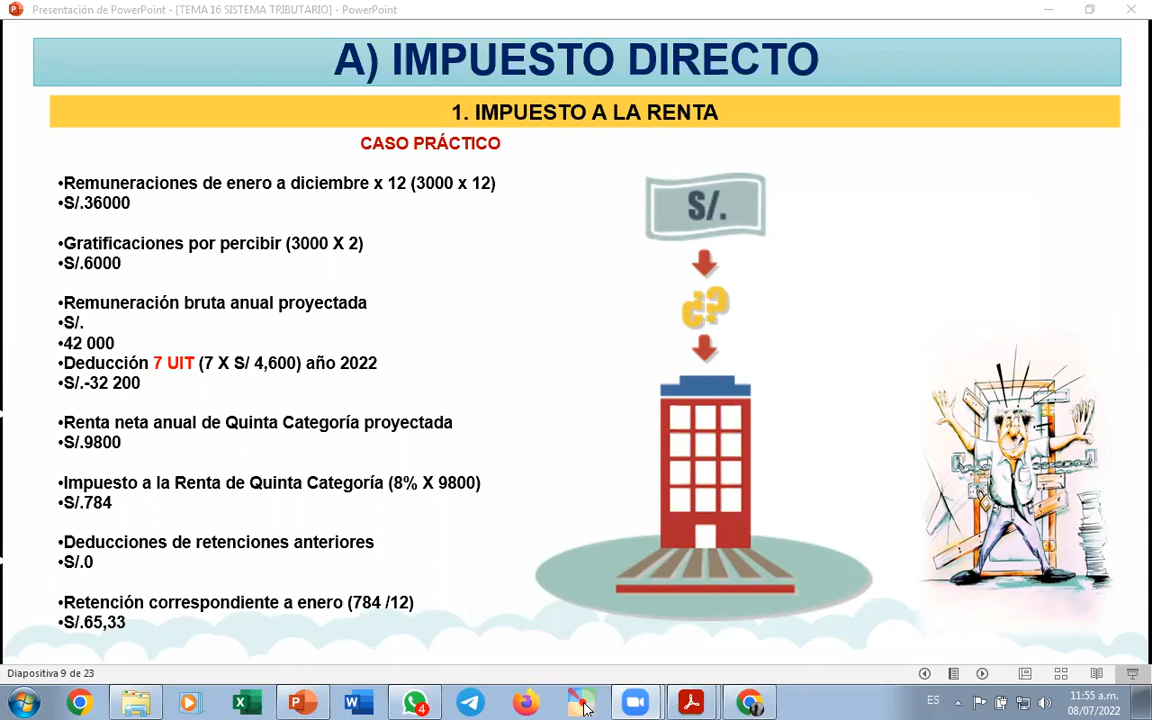 Presentación de PowerPoint - [TEMA 16 SISTEMA TRIBUTARIO] - PowerPoint
A) IMPUESTO DIRECTO
1. IMPUESTO A LA RENTA
CASO PRÁCTICO
•Remuneraciones de enero a diciembre x 12 (3000 x 12)
•S/.36000
•Gratificaciones por percibir (3000 X 2)
•S/.6000
•Remuneración bruta anual proyectada
•S/.
•42 000
•Deducción 7 UIT (7 X S/ 4,600) año 2022
•S/.-32 200
•Renta neta anual de Quinta Categoría proyectada
•S/.9800
•Impuesto a la Renta de Quinta Categoría (8% X 9800)
•S/.784
•Deducciones de retenciones anteriores
•S/.0
•Retención correspondiente a enero (784 /12)
•S/.65,33
S/.
¿?
Diapositiva 9 de 23
4
ES
11:55 a.m.
08/07/2022